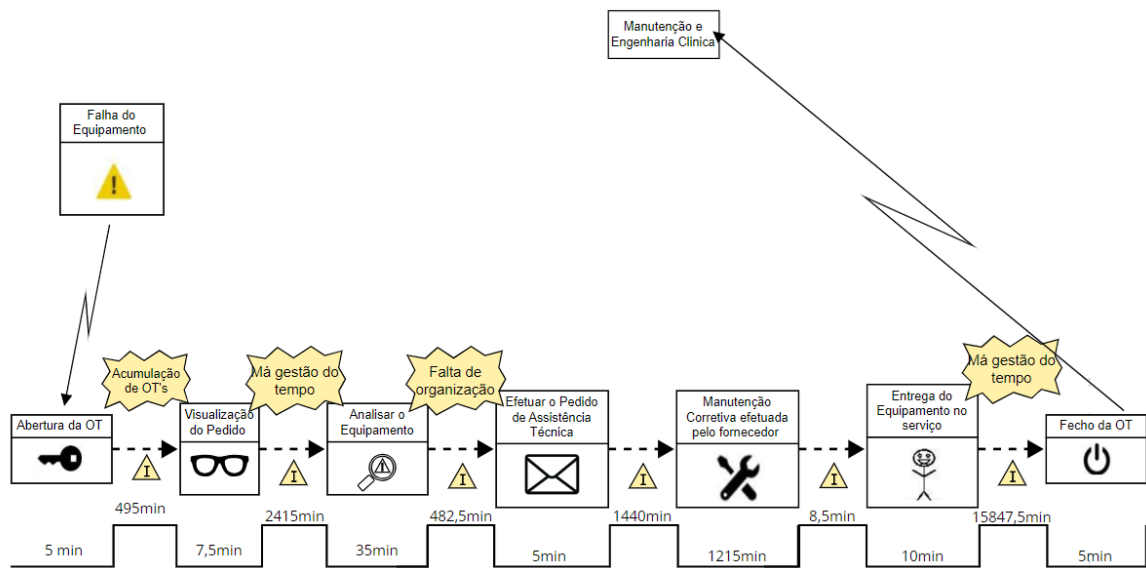 Manutenção e
Engenharia Clinica
Falha do
Equipamento
Acumulação
de OT's
Má gestão do
tempo
Falta de
organização
Má gestão do
tempo
Abertura da OT
Visualização
do Pedido
Analisar o
Equipamento
Efetuar o Pedido
de Assistência
Técnica
Manutenção
Corretiva efetuada
pelo fornecedor
Entrega do
Equipamento no
serviço
Fecho da OT
I
I
I
I
I
I
495min
2415min
482,5min
1440min
8,5min
15847,5min
5 min
7,5min
35min
5min
1215min
10min
5min